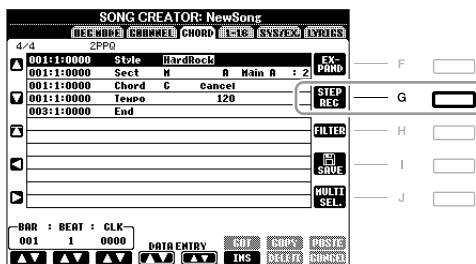 SONG CREATOR: NewSong
REC MODE CHANNEL CHORD 1-16 SYS/EX. LYRICS
4/4 2PPQ
001:1:0000 Style HardRock
001:1:0000 Sect M A Main A : 2
001:1:0000 Chord C Cancel
001:1:0000 Tempo 120
003:1:0000 End
EX-PAND
F
STEP REC
G
FILTER
H
SAVE
I
MULTI SEL.
J
BAR : BEAT : CLK
001 1 0000
DATA ENTRY
CUT COPY PASTE
INS DELETE CANCEL